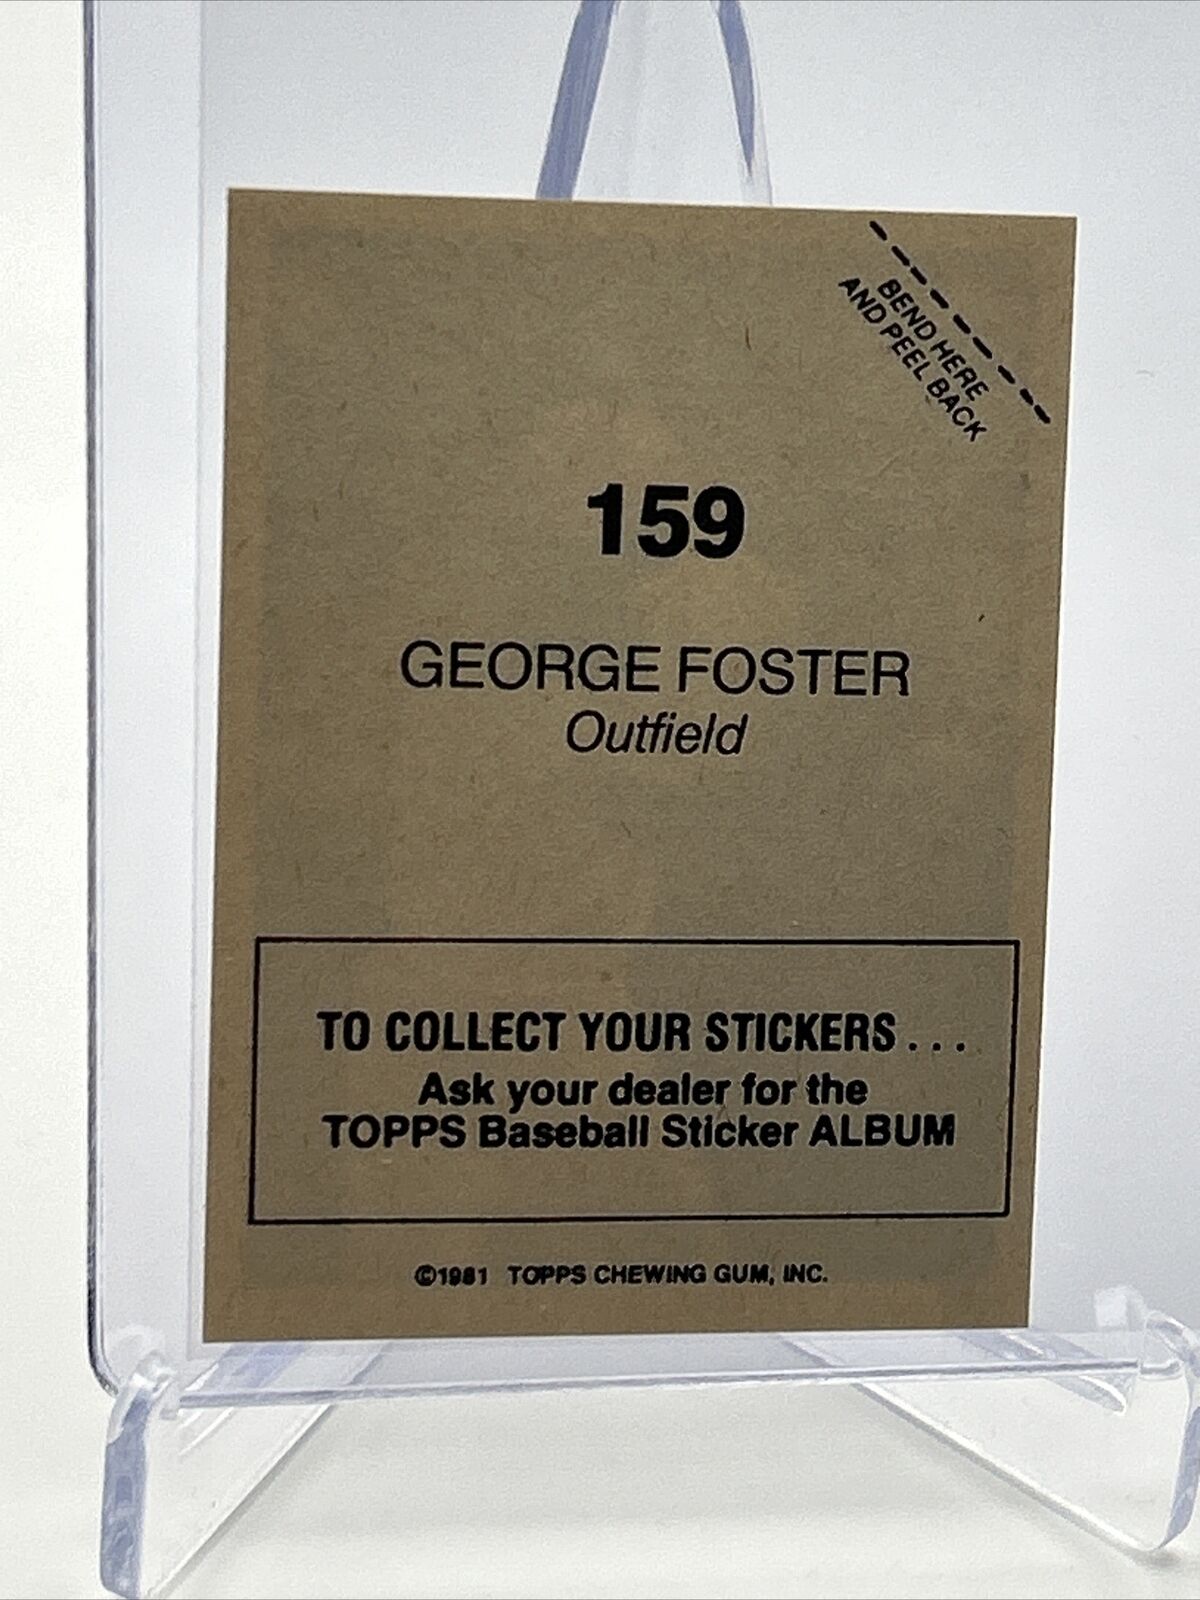 BEND HERE
AND PEEL BACK
159
GEORGE FOSTER
Outfield
TO COLLECT YOUR STICKERS...
Ask your dealer for the
TOPPS Baseball Sticker ALBUM
©1981 TOPPS CHEWING GUM, INC.